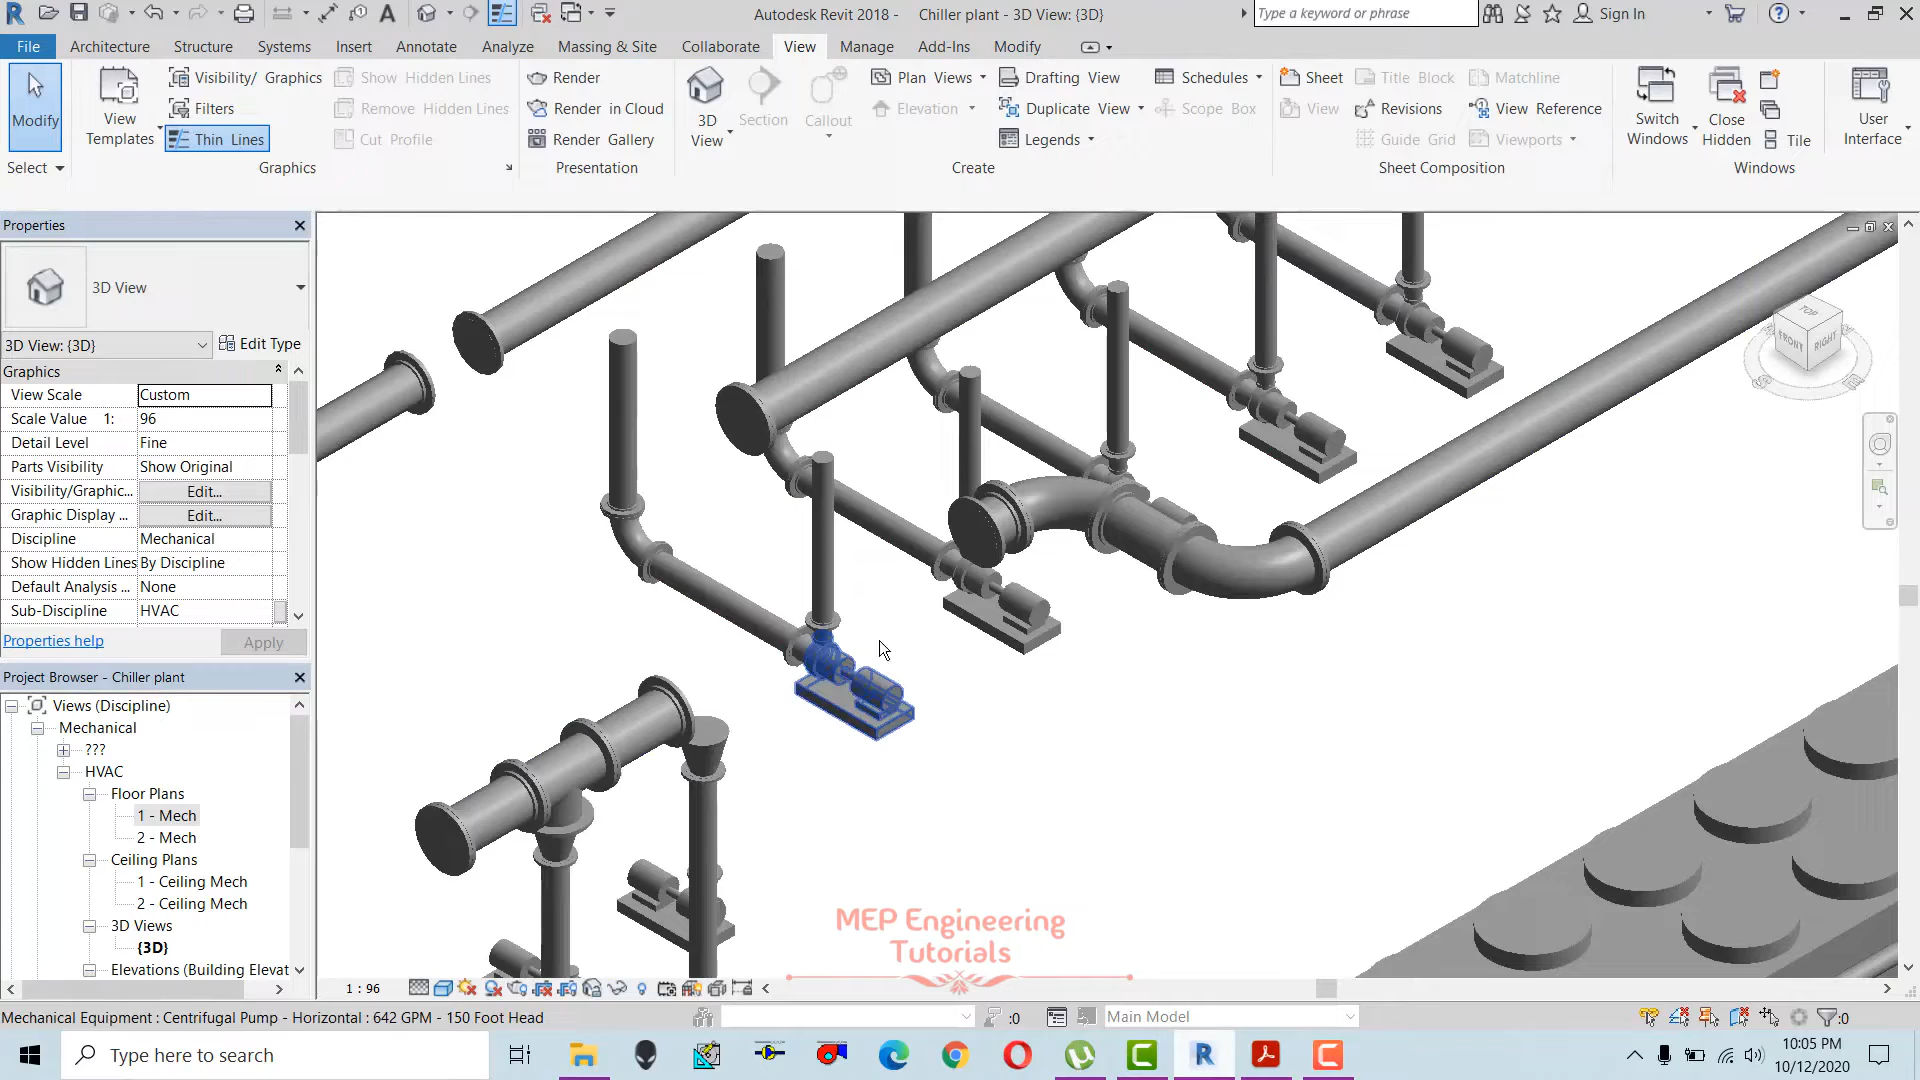 Autodesk Revit 2018 - Chiller plant - 3D View: {3D}
Type a keyword or phrase
Sign In
File Architecture Structure Systems Insert Annotate Analyze Massing & Site Collaborate View Manage Add-Ins Modify
Modify
Select
View Templates
Visibility/ Graphics
Filters
Thin Lines
Show Hidden Lines
Remove Hidden Lines
Cut Profile
Graphics
Render
Render in Cloud
Render Gallery
Presentation
3D View
Section
Callout
Plan Views
Elevation
Drafting View
Duplicate View
Legends
Schedules
Scope Box
Create
Sheet
View
Title Block
Revisions
Guide Grid
Matchline
View Reference
Viewports
Sheet Composition
Switch Windows
Close Hidden
Tile
Windows
User Interface
Properties
3D View
3D View: {3D}
Edit Type
Graphics
View Scale Custom
Scale Value 1: 96
Detail Level Fine
Parts Visibility Show Original
Visibility/Graphic... Edit...
Graphic Display ... Edit...
Discipline Mechanical
Show Hidden Lines By Discipline
Default Analysis ... None
Sub-Discipline HVAC
Properties help
Apply
Project Browser - Chiller plant
Views (Discipline)
Mechanical
???
HVAC
Floor Plans
1 - Mech
2 - Mech
Ceiling Plans
1 - Ceiling Mech
2 - Ceiling Mech
3D Views
{3D}
Elevations (Building Elevat
TOP
FRONT
RIGHT
S
E
MEP Engineering
Tutorials
1 : 96
Mechanical Equipment : Centrifugal Pump - Horizontal : 642 GPM - 150 Foot Head
:0
Main Model
:0
Type here to search
10:05 PM
10/12/2020